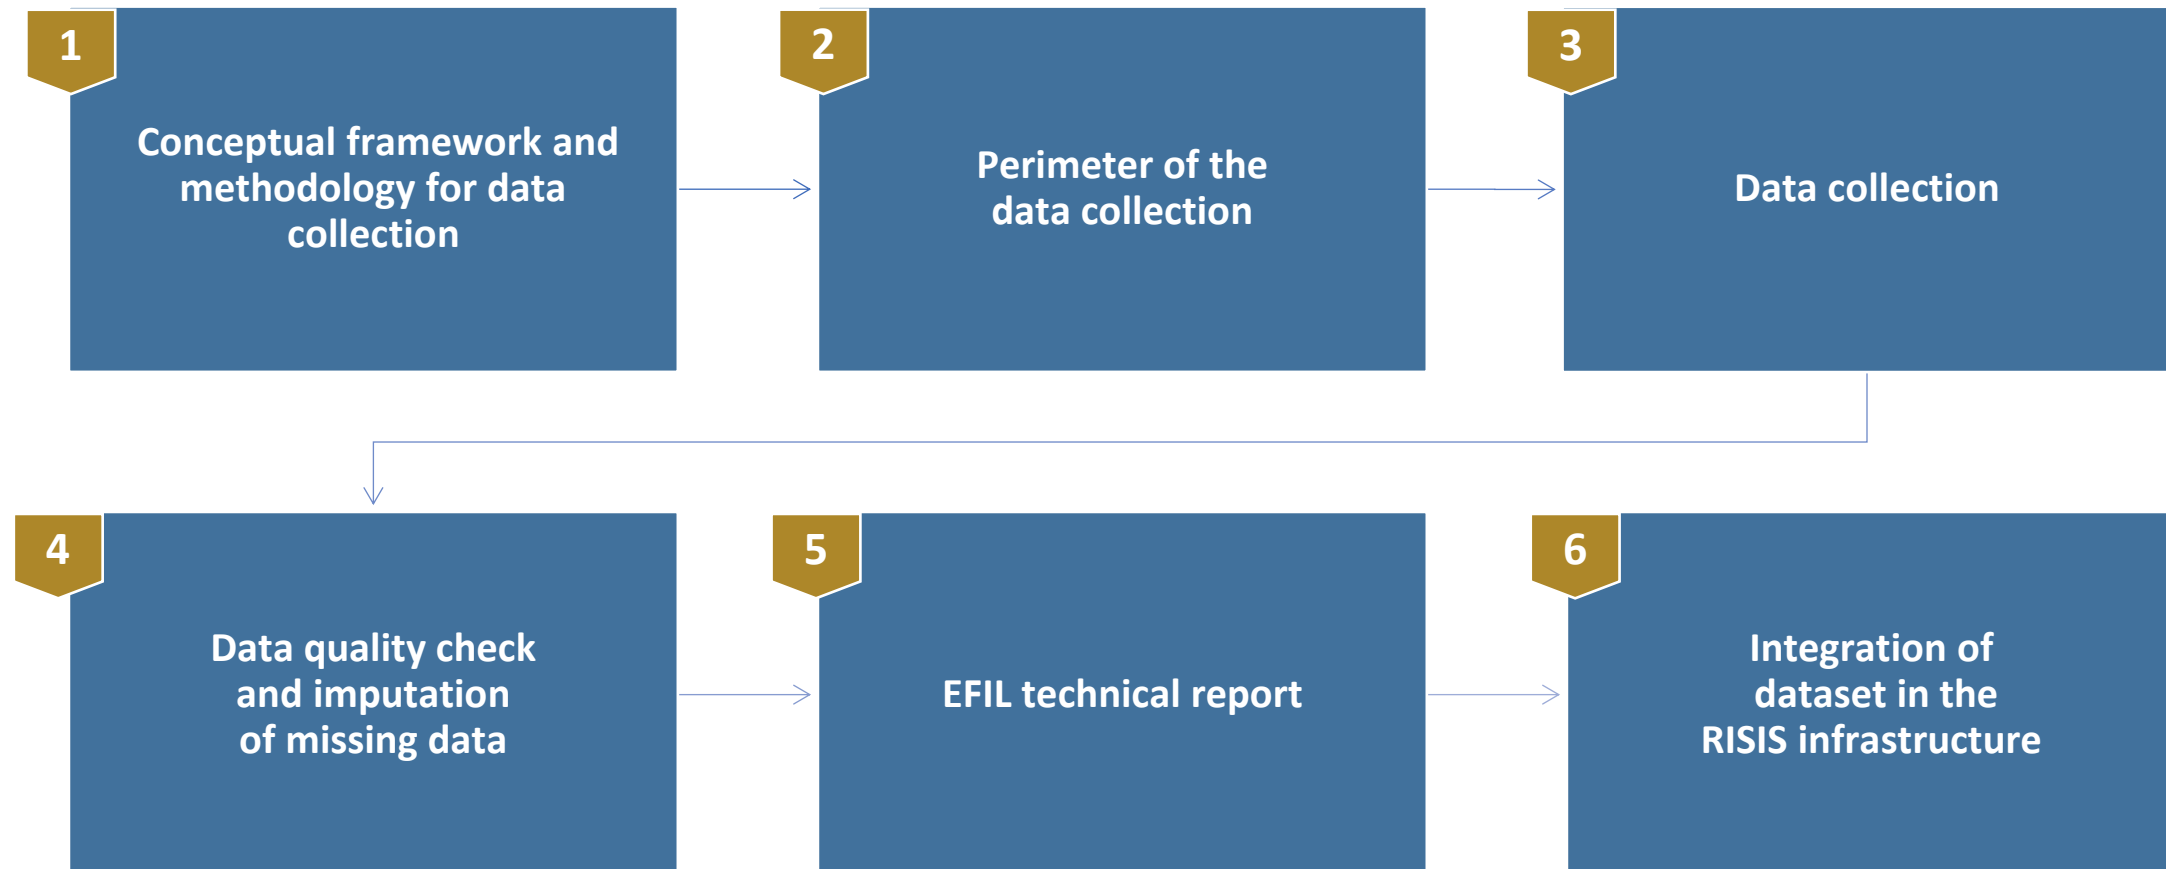 1
Conceptual framework and
methodology for data
collection
2
Perimeter of the
data collection
3
Data collection
4
Data quality check
and imputation
of missing data
5
EFIL technical report
6
Integration of
dataset in the
RISIS infrastructure